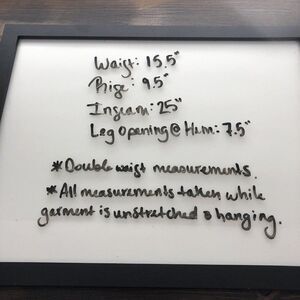 Waist: 15.5"
Rise: 9.5"
Inseam: 25"
Leg Opening @ Hem: 7.5"
*Double waist measurements.
*All measurements taken while
garment is unstretched & hanging.